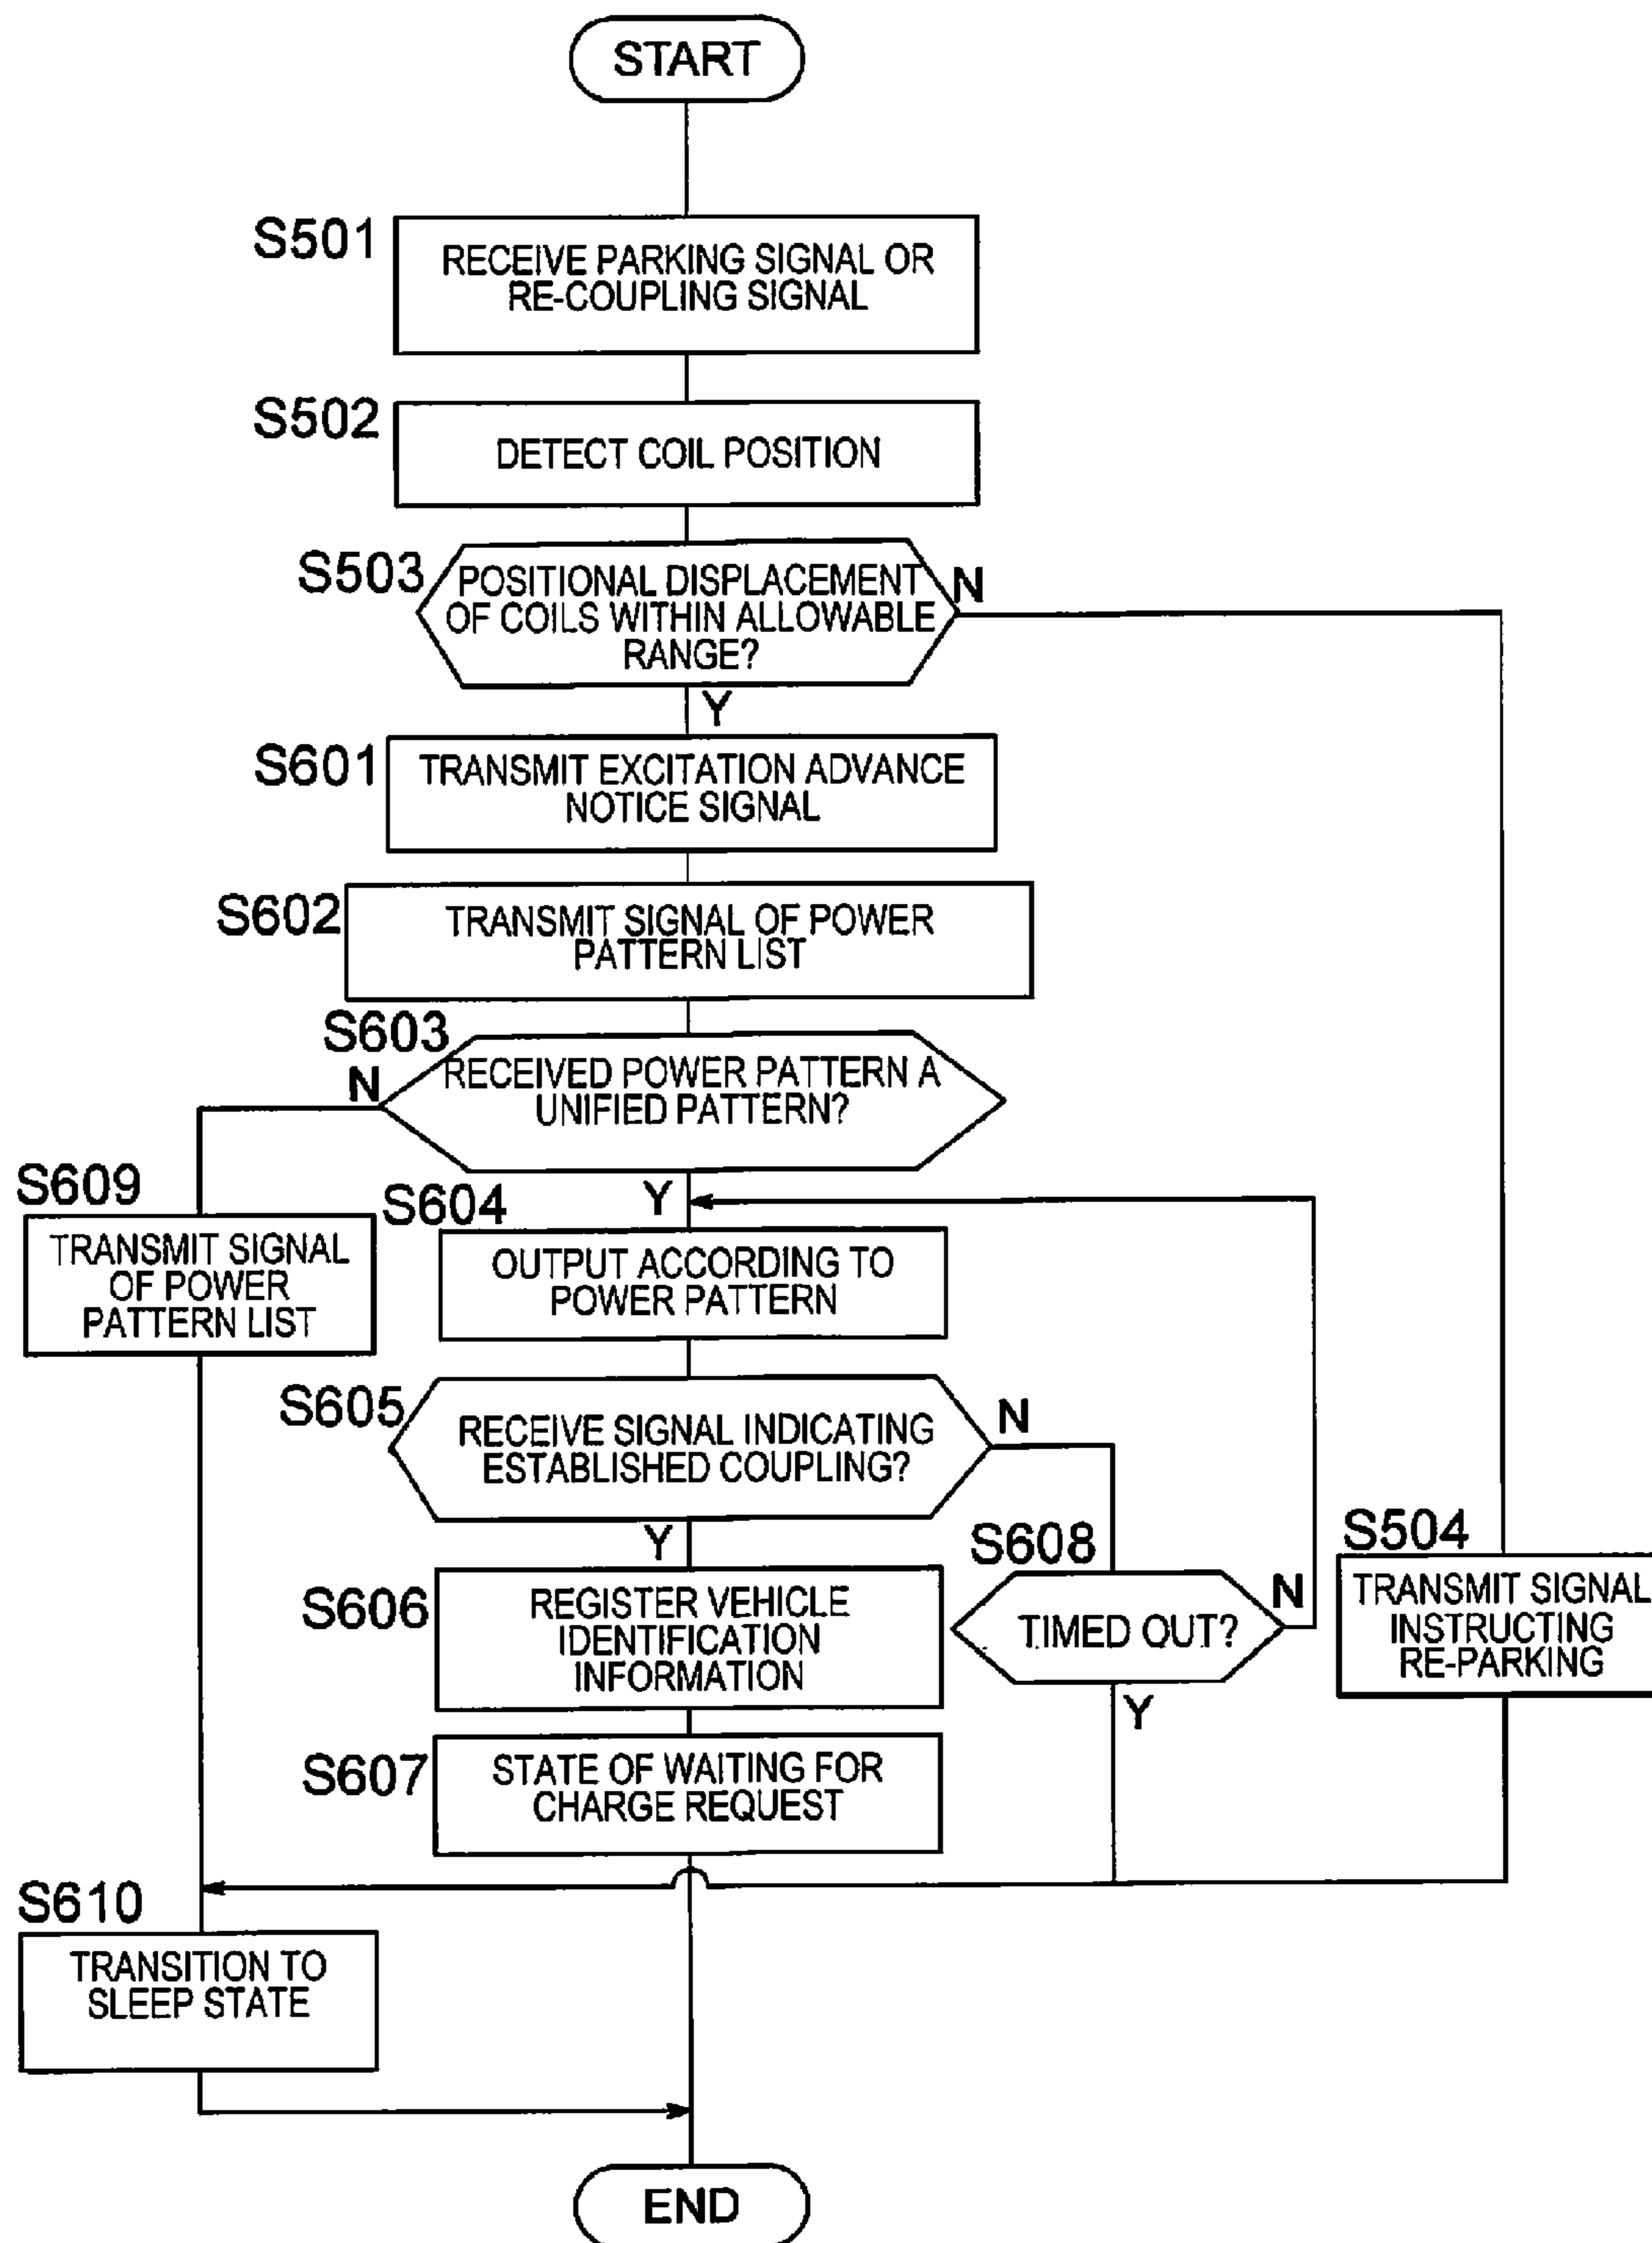 START
S501
RECEIVE PARKING SIGNAL OR
RE-COUPLING SIGNAL
S502
DETECT COIL POSITION
S503
POSITIONAL DISPLACEMENT
OF COILS WITHIN ALLOWABLE
RANGE?
N
Y
S601
TRANSMIT EXCITATION ADVANCE
NOTICE SIGNAL
S602
TRANSMIT SIGNAL OF POWER
PATTERN LIST
S603
N
RECEIVED POWER PATTERN A
UNIFIED PATTERN?
Y
S609
TRANSMIT SIGNAL
OF POWER
PATTERN LIST
S604
OUTPUT ACCORDING TO
POWER PATTERN
S605
RECEIVE SIGNAL INDICATING
ESTABLISHED COUPLING?
N
Y
S608
TIMED OUT?
N
Y
S504
TRANSMIT SIGNAL
INSTRUCTING
RE-PARKING
S606
REGISTER VEHICLE
IDENTIFICATION
INFORMATION
S607
STATE OF WAITING FOR
CHARGE REQUEST
S610
TRANSITION TO
SLEEP STATE
END